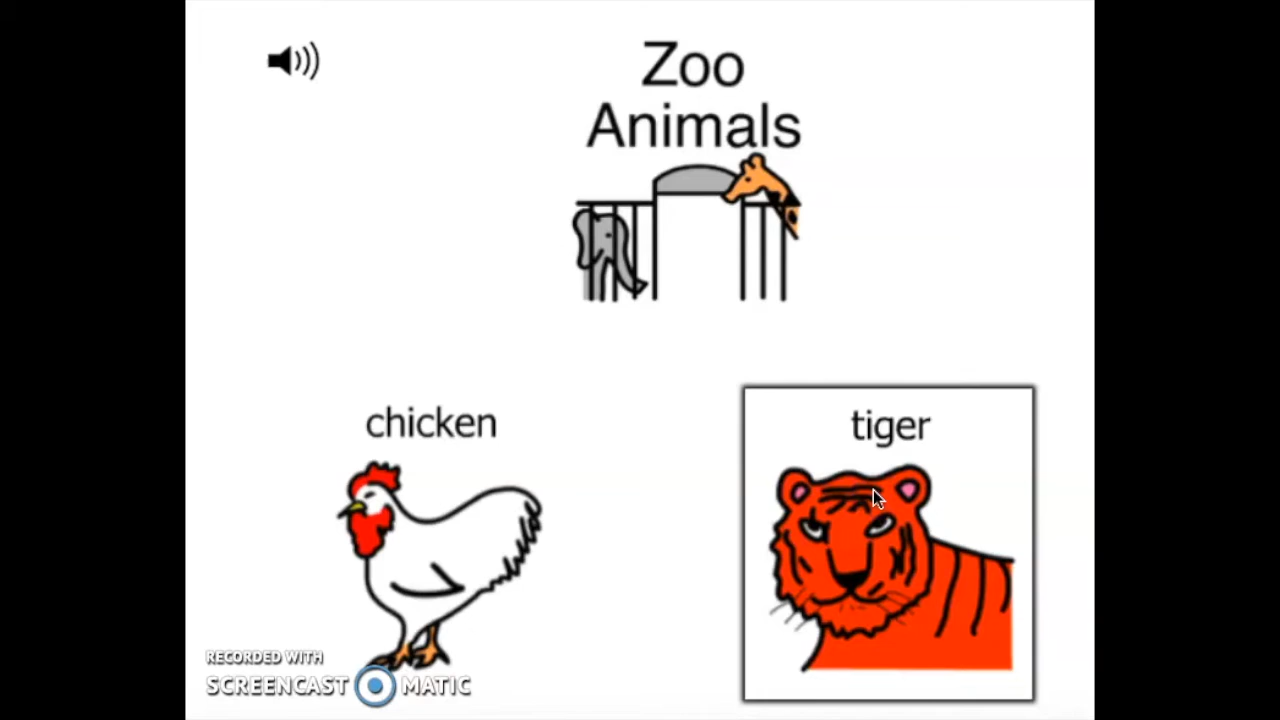 Zoo
Animals
chicken
tiger
RECORDED WITH
SCREENCAST MATIC